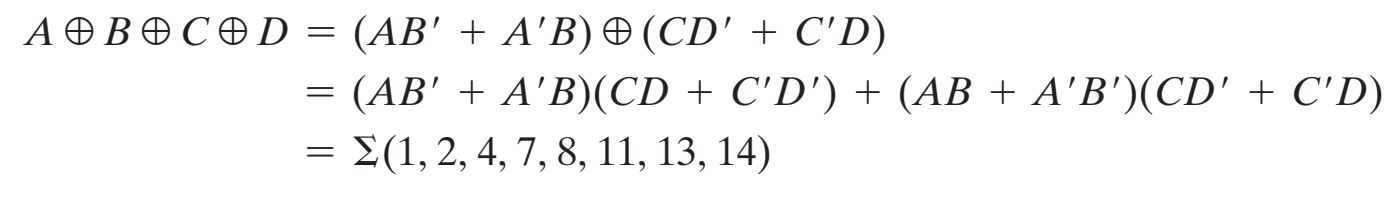 A ⊕ B ⊕ C ⊕ D = (AB′ + A′B) ⊕ (CD′ + C′D)
= (AB′ + A′B)(CD + C′D′) + (AB + A′B′)(CD′ + C′D)
= Σ(1, 2, 4, 7, 8, 11, 13, 14)